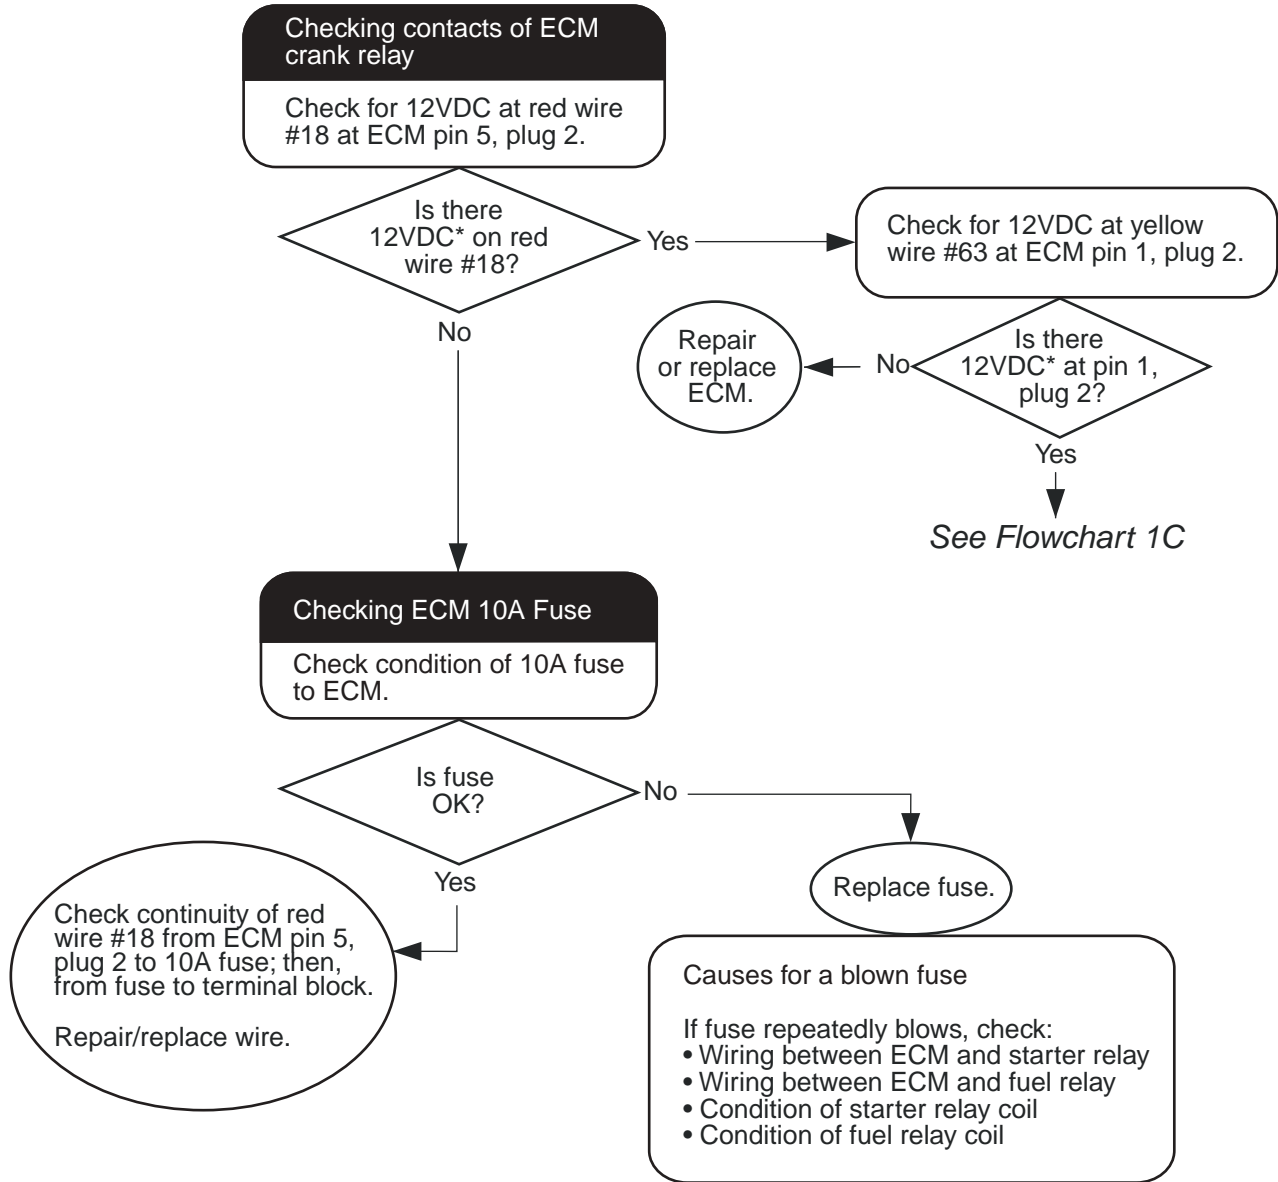 Checking contacts of ECM
crank relay
Check for 12VDC at red wire
#18 at ECM pin 5, plug 2.
Is there
12VDC* on red
wire #18?
Yes
Check for 12VDC at yellow
wire #63 at ECM pin 1, plug 2.
No
Repair
or replace
ECM.
No
Is there
12VDC* at pin 1,
plug 2?
Yes
See Flowchart 1C
Checking ECM 10A Fuse
Check condition of 10A fuse
to ECM.
Is fuse
OK?
No
Yes
Replace fuse.
Check continuity of red
wire #18 from ECM pin 5,
plug 2 to 10A fuse; then,
from fuse to terminal block.
Repair/replace wire.
Causes for a blown fuse
If fuse repeatedly blows, check:
• Wiring between ECM and starter relay
• Wiring between ECM and fuel relay
• Condition of starter relay coil
• Condition of fuel relay coil